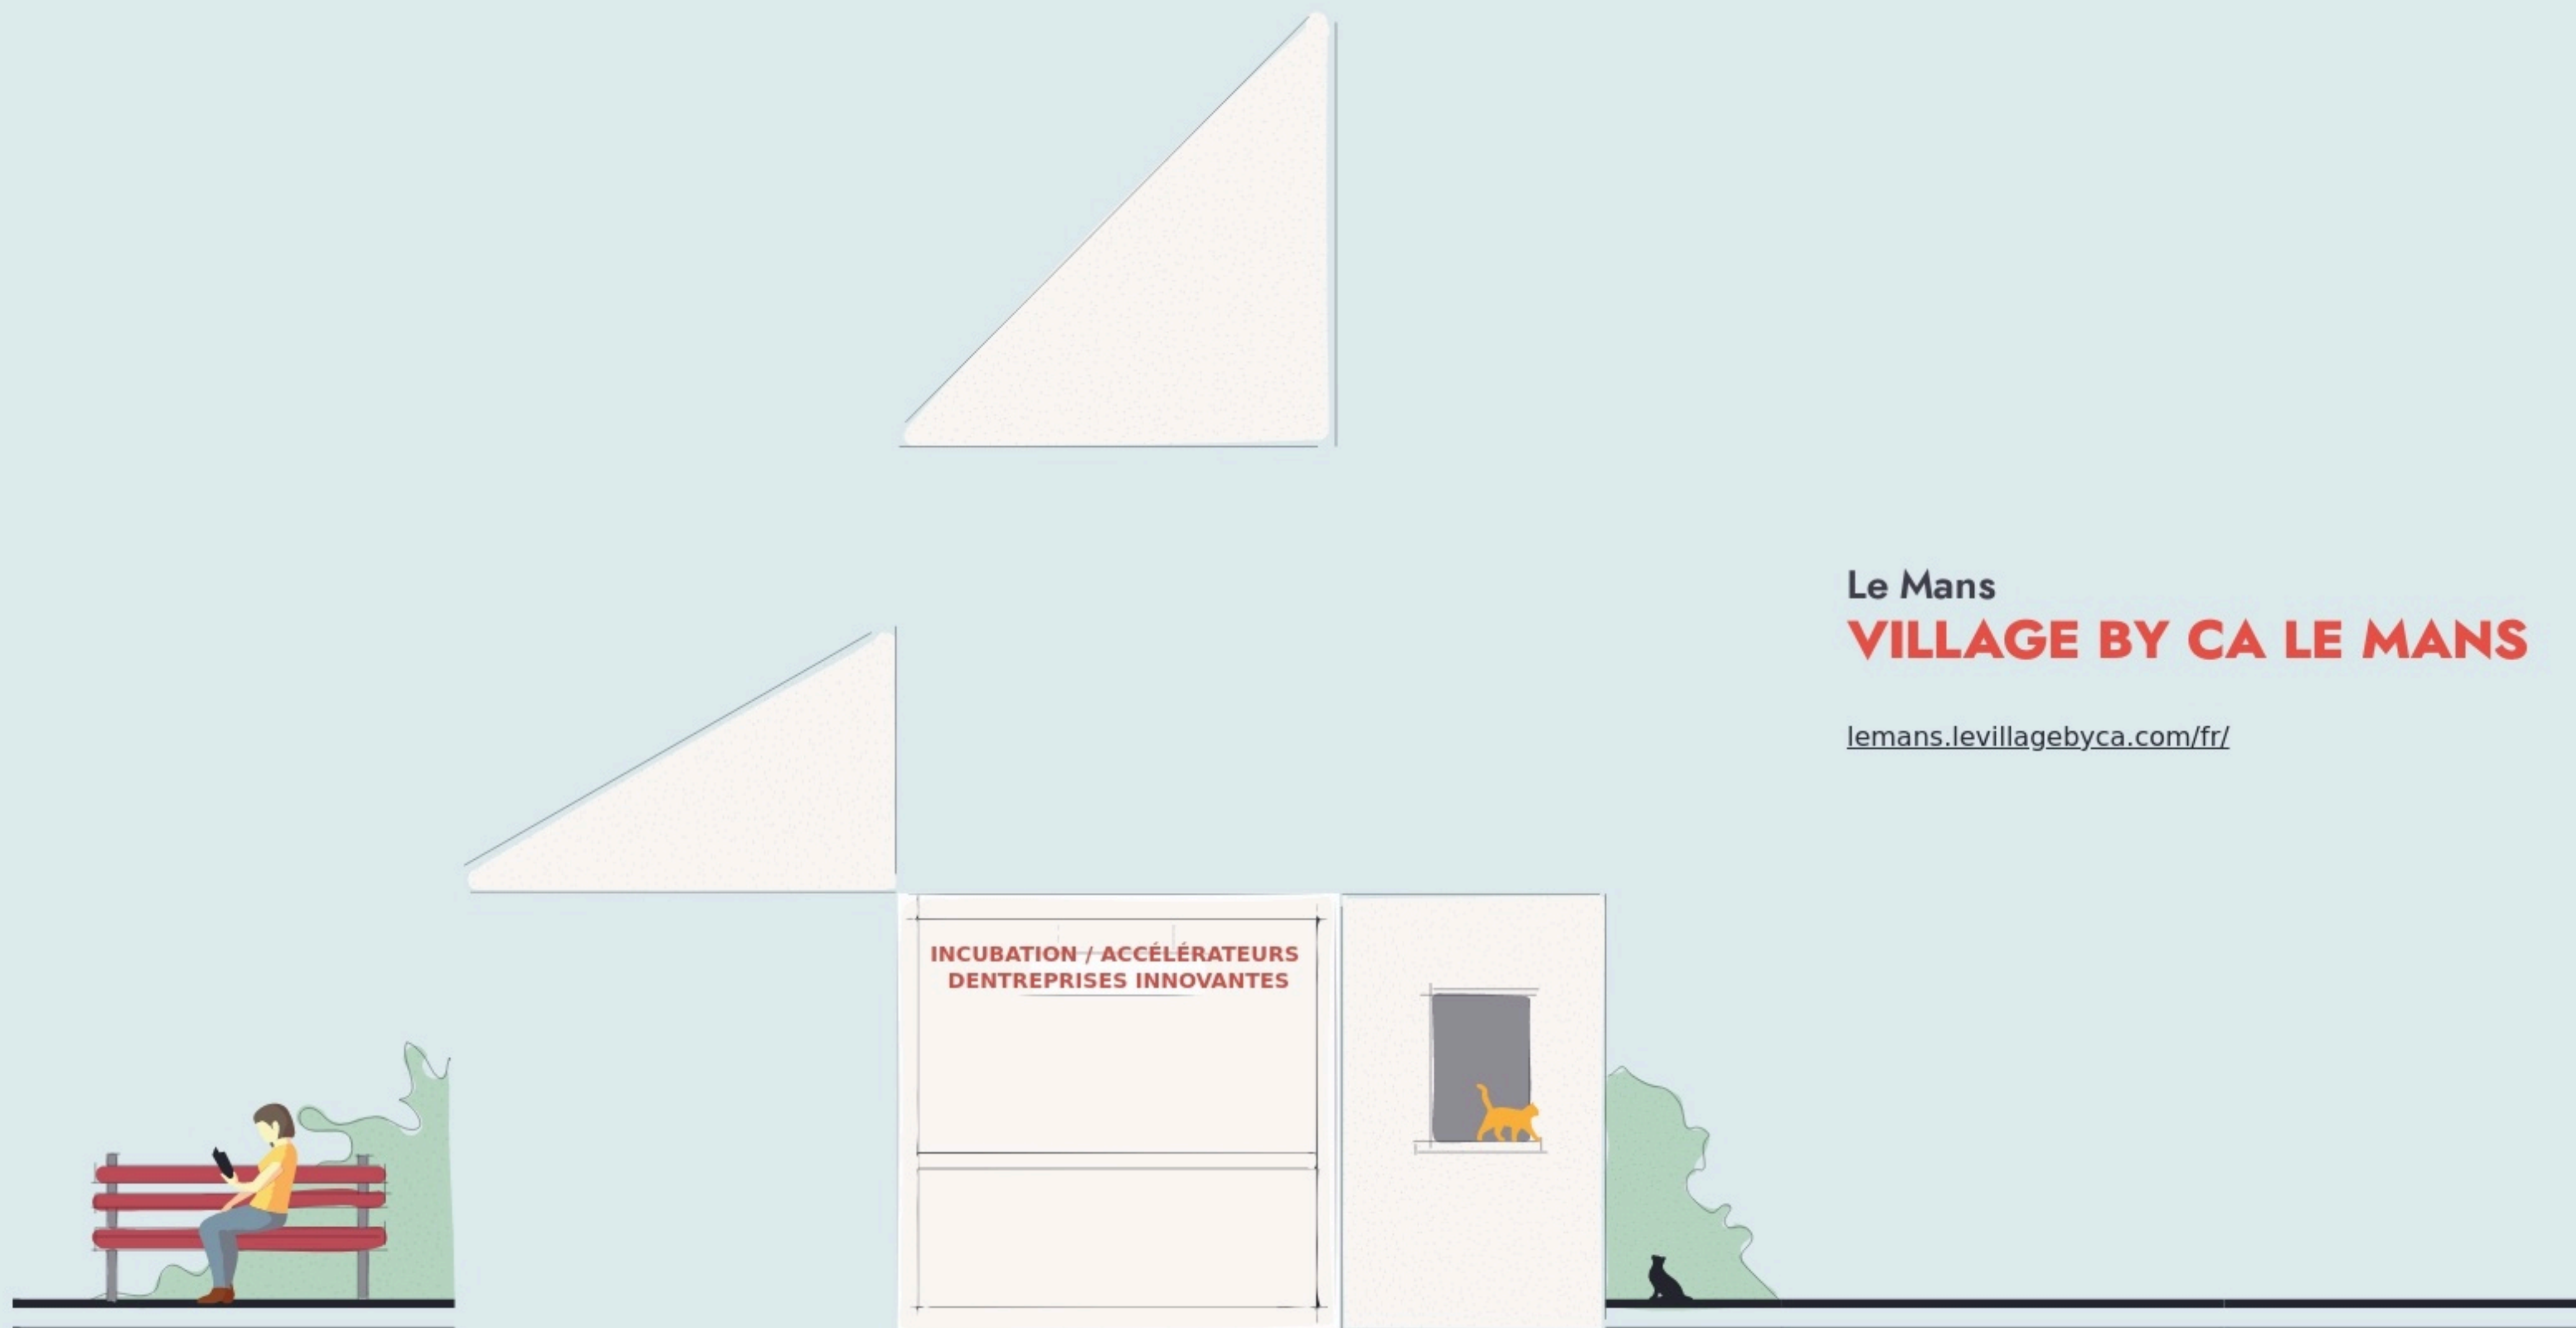 Le Mans
VILLAGE BY CA LE MANS
lemans.levillagebyca.com/fr/
INCUBATION / ACCÉLÉRATEURS
DENTREPRISES INNOVANTES